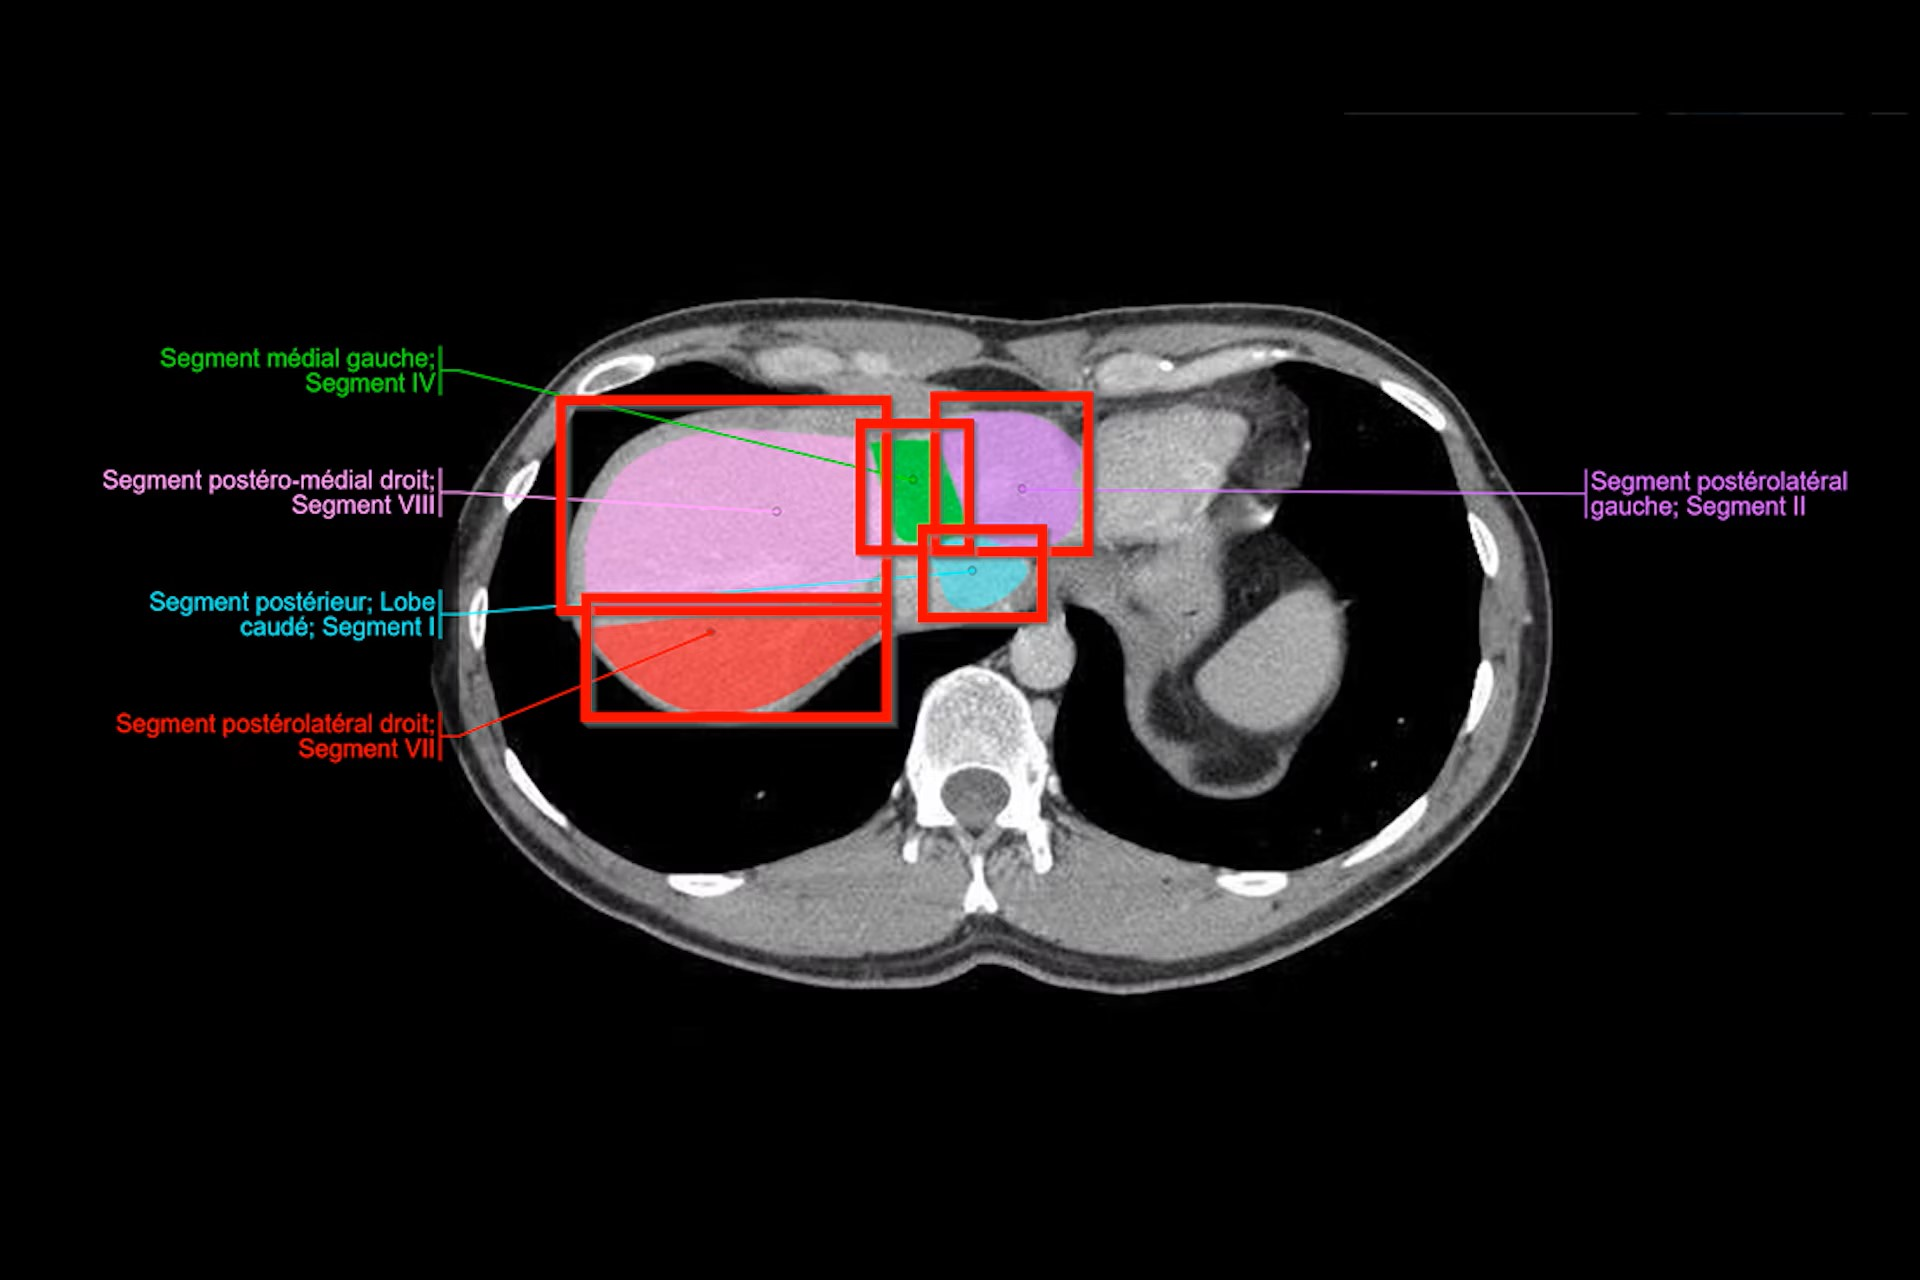 Segment médial gauche;
Segment IV
Segment postéro-médial droit;
Segment VIII
Segment postérieur; Lobe
caudé; Segment I
Segment postérolatéral droit;
Segment VII
Segment postérolatéral
gauche; Segment II